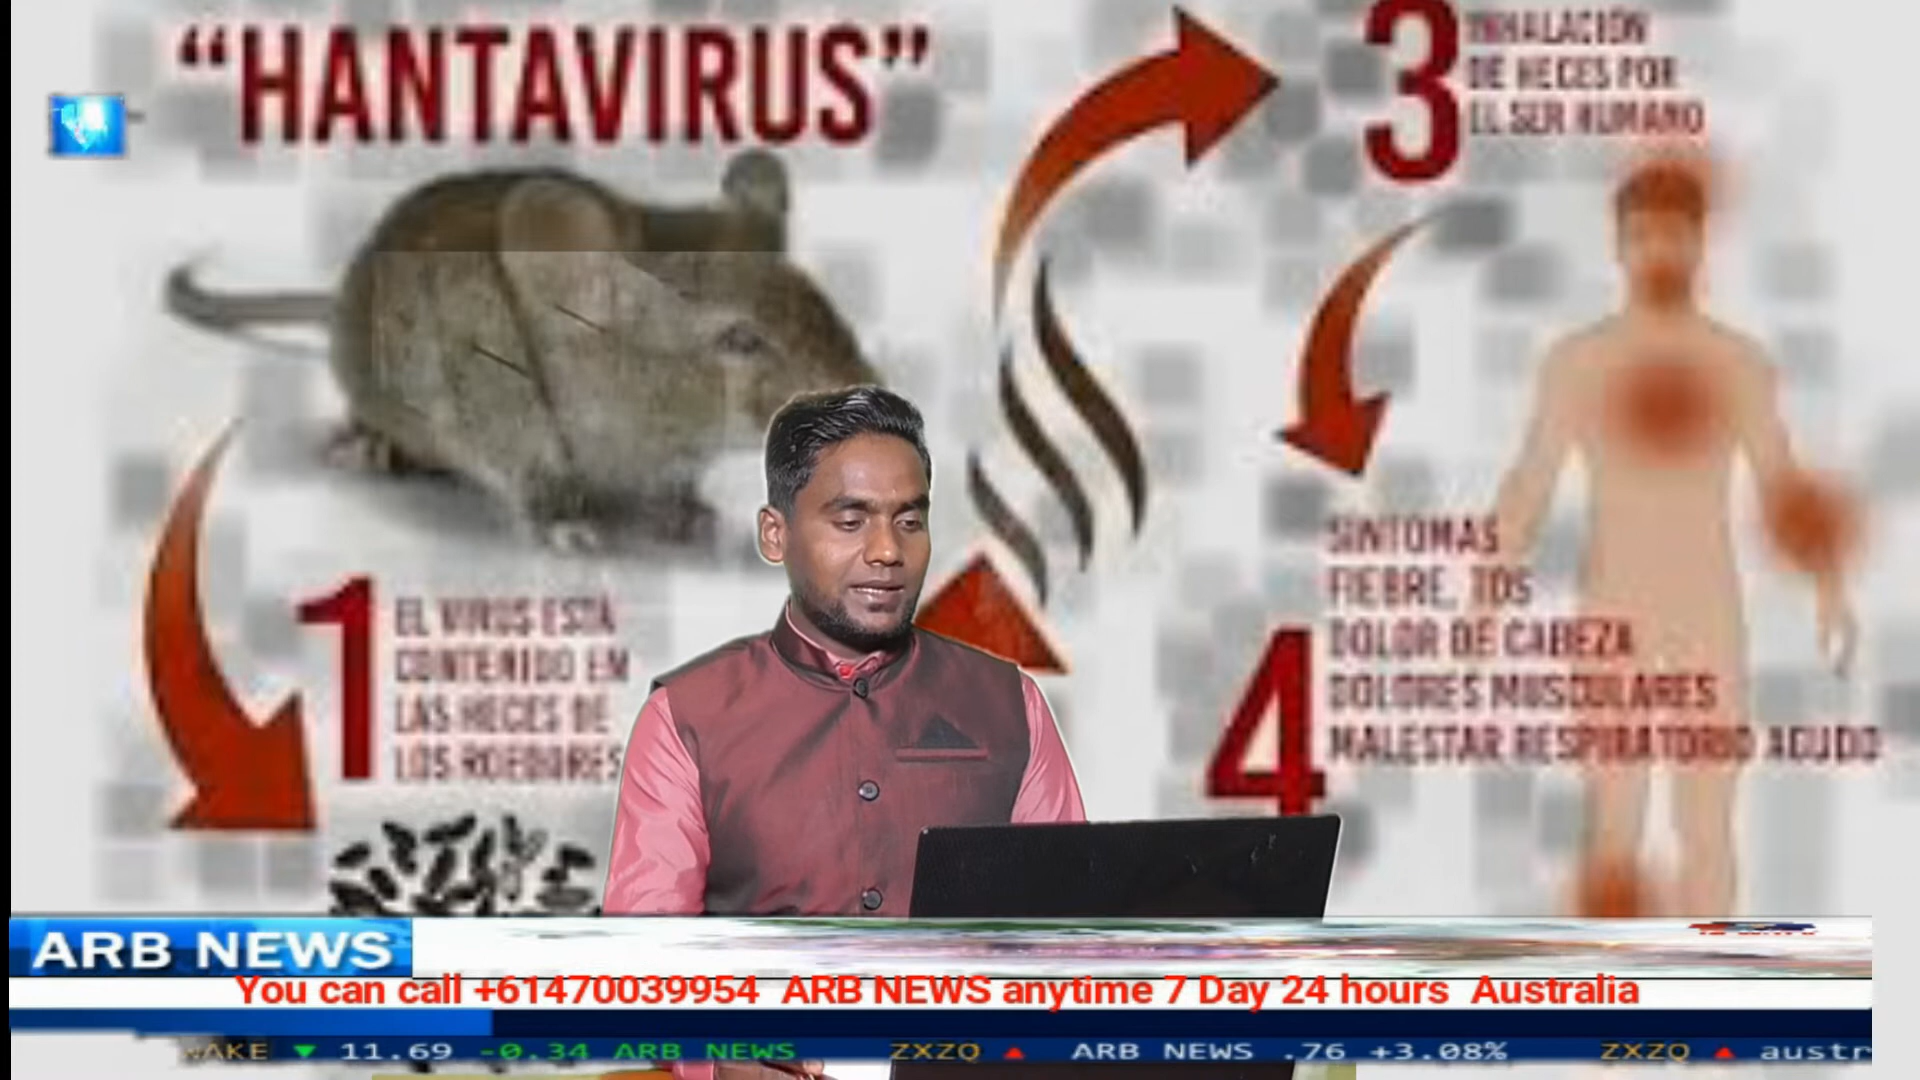 “HANTAVIRUS”
3
INHALACIÓN
DE HECES POR
EL SER HUMANO
1
EL VIRUS ESTÁ
CONTENIDO EN
LAS HECES DE
LOS ROEDORES
4
SINTOMAS
FIEBRE, TOS
DOLOR DE CABEZA
DOLORES MUSCULARES
MALESTAR RESPIRATORIO AGUDO
ARB NEWS
You can call +61470039954 ARB NEWS anytime 7 Day 24 hours Australia
AKE ▼ 11.69 -0.34 ARB NEWS ZXZQ ▲ ARB NEWS .76 +3.08% ZXZQ ▲ austr